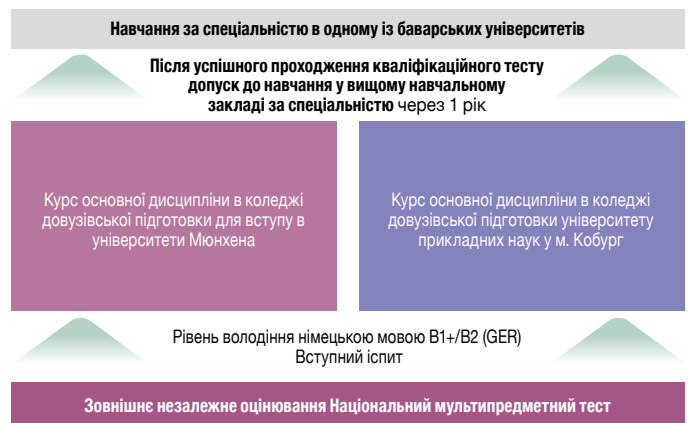 Навчання за спеціальністю в одному із баварських університетів
Після успішного проходження кваліфікаційного тесту
допуск до навчання у вищому навчальному
закладі за спеціальністю через 1 рік
Курс основної дисципліни в коледжі
довузівської підготовки для вступу в
університети Мюнхена
Курс основної дисципліни в коледжі
довузівської підготовки університету
прикладних наук у м. Кобург
Рівень володіння німецькою мовою B1+/B2 (GER)
Вступний іспит
Зовнішнє незалежне оцінювання Національний мультипредметний тест